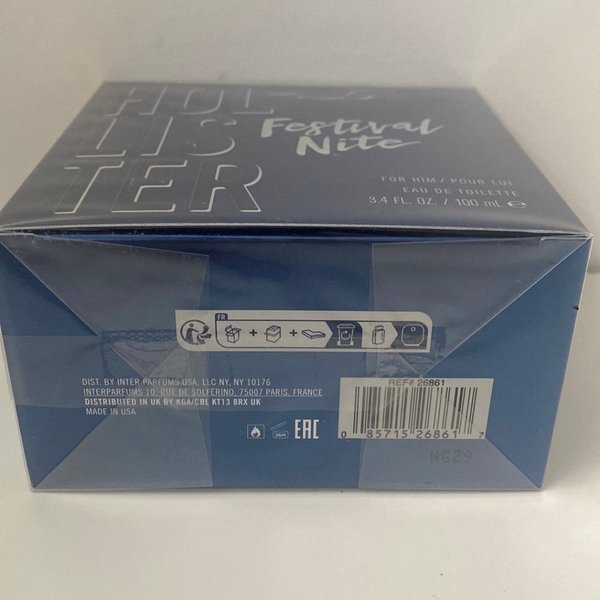 HOL
LIS
TER
Festival
Nite
FOR HIM / POUR LUI
EAU DE TOILETTE
3.4 FL. OZ. / 100 mL ℮
FR
DIST. BY INTER PARFUMS USA, LLC NY, NY 10176
INTERPARFUMS 10, RUE DE SOLFÉRINO, 75007 PARIS, FRANCE
DISTRIBUTED IN UK BY KGA/CBL KT13 8RX UK
MADE IN USA
36M
EAC
REF# 26861
0 85715 26861 7
NG29